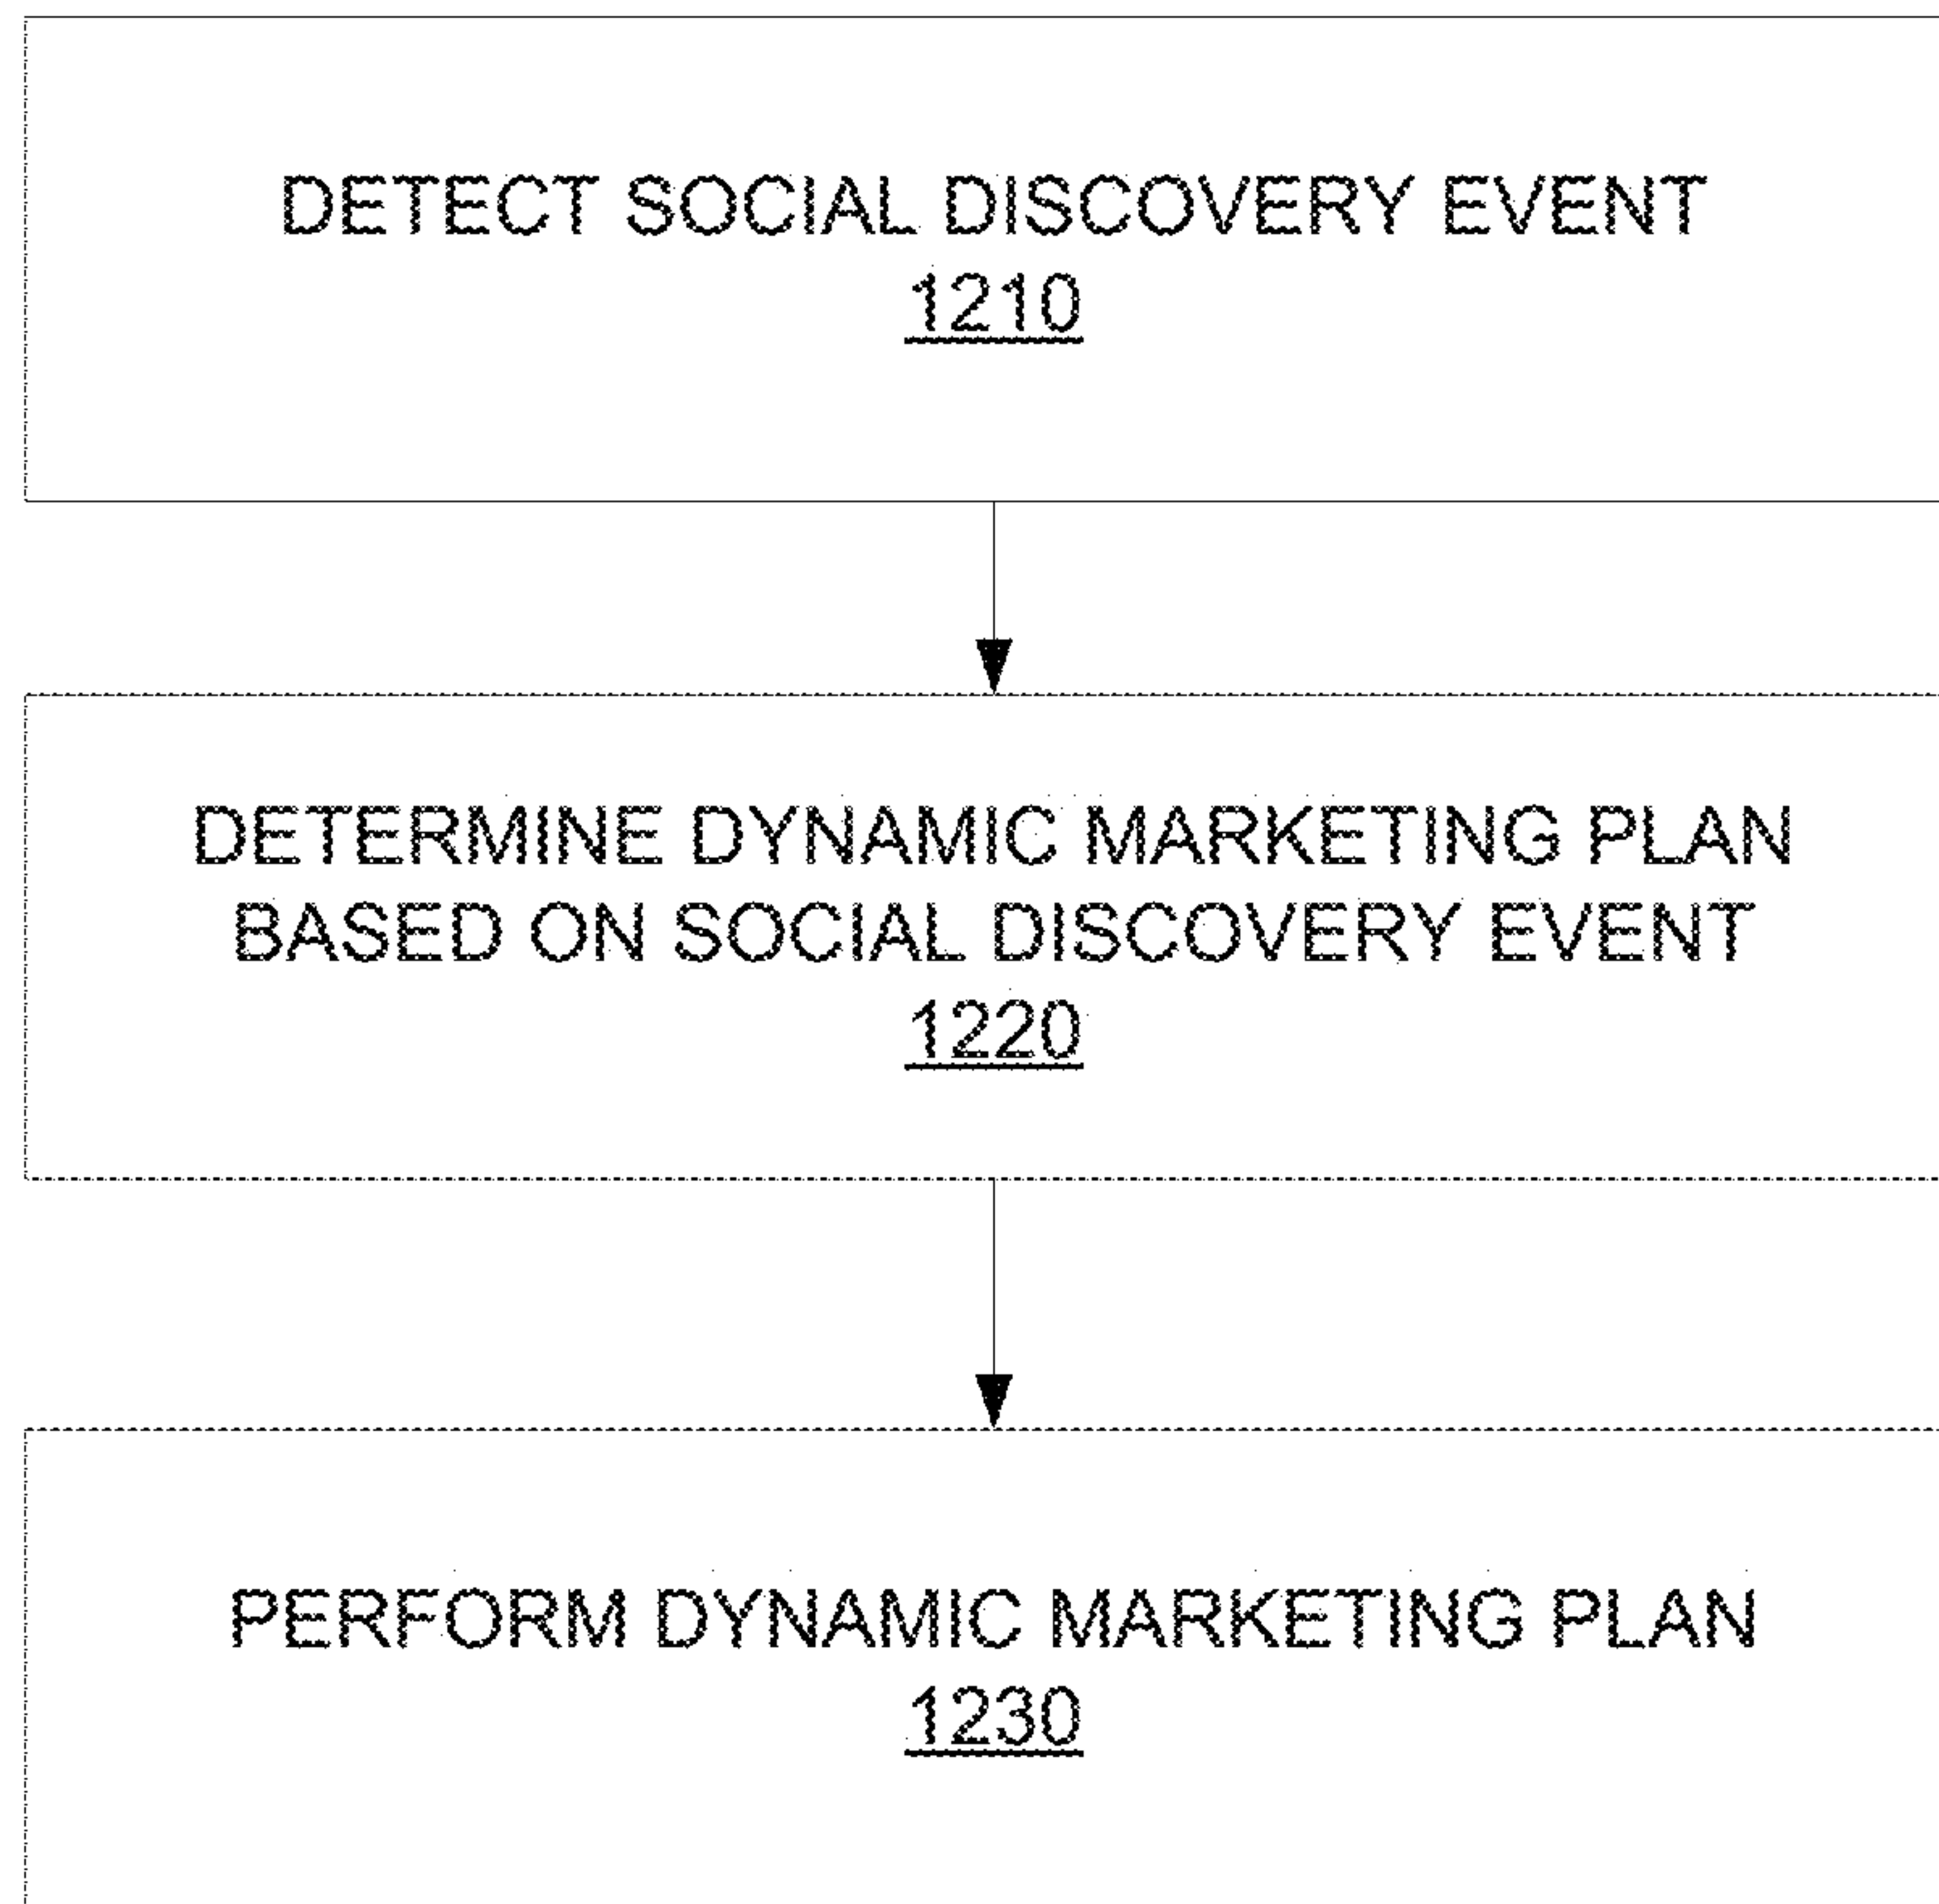 DETECT SOCIAL DISCOVERY EVENT
1210
DETERMINE DYNAMIC MARKETING PLAN
BASED ON SOCIAL DISCOVERY EVENT
1220
PERFORM DYNAMIC MARKETING PLAN
1230